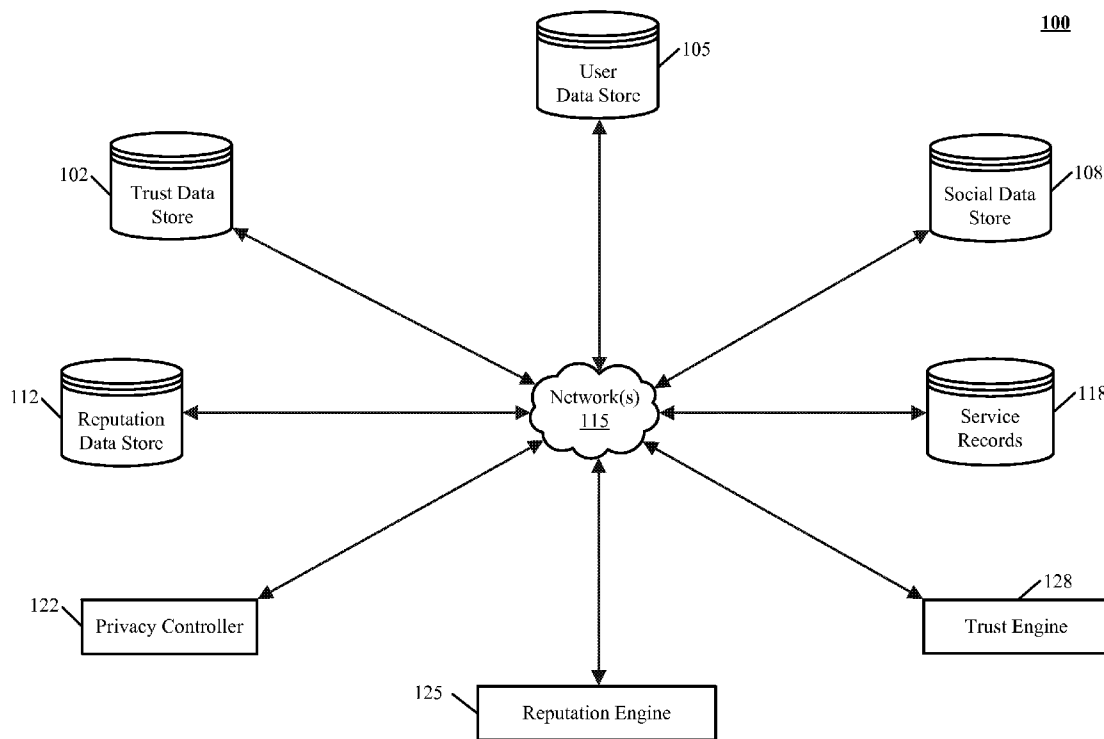 100
105
User
Data Store
102
Trust Data
Store
108
Social Data
Store
112
Reputation
Data Store
Network(s)
115
118
Service
Records
122
Privacy Controller
128
Trust Engine
125
Reputation Engine